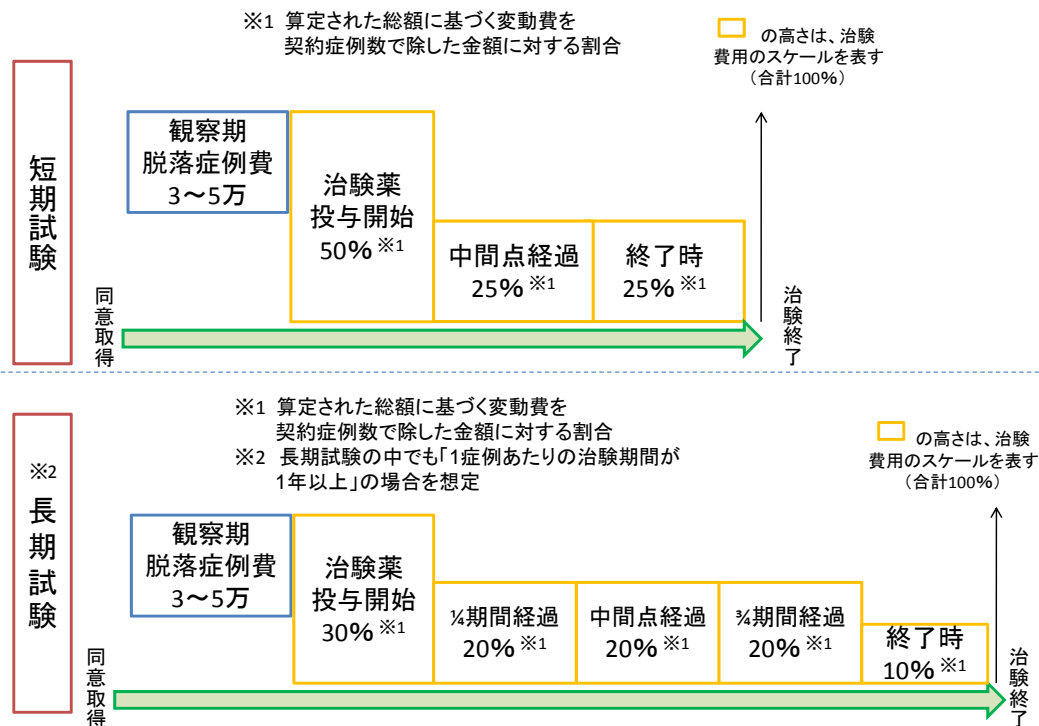 ※1 算定された総額に基づく変動費を
契約症例数で除した金額に対する割合
の高さは、治験
費用のスケールを表す
（合計100%）
短期試験
観察期
脱落症例費
3～5万
治験薬
投与開始
50% ※1
中間点経過
25% ※1
終了時
25% ※1
同意取得
治験終了
※1 算定された総額に基づく変動費を
契約症例数で除した金額に対する割合
※2 長期試験の中でも「1症例あたりの治験期間が
1年以上」の場合を想定
の高さは、治験
費用のスケールを表す
（合計100%）
※2
長期試験
観察期
脱落症例費
3～5万
治験薬
投与開始
30% ※1
¼期間経過
20% ※1
中間点経過
20% ※1
¾期間経過
20% ※1
終了時
10% ※1
同意取得
治験終了